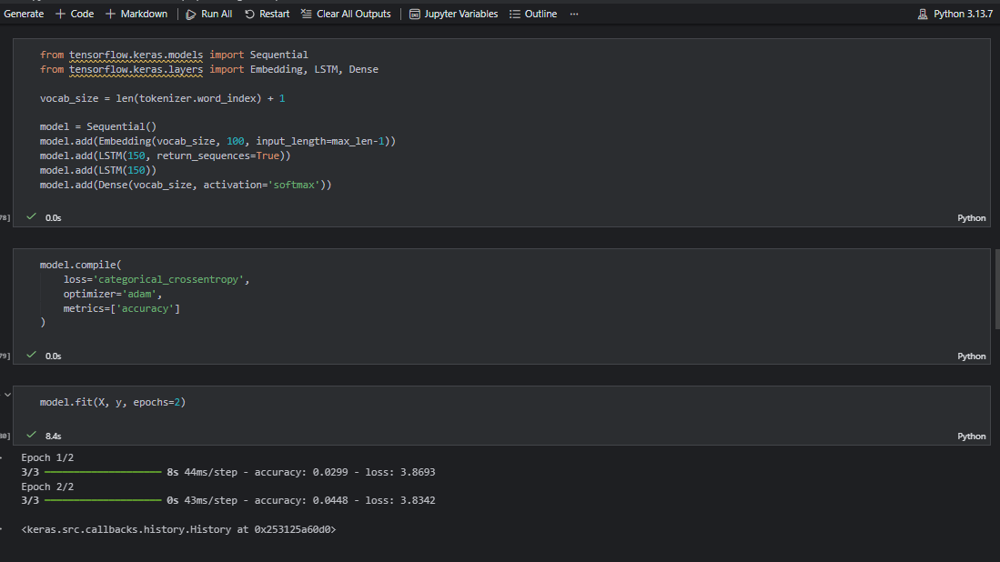 Generate + Code + Markdown Run All Restart Clear All Outputs Jupyter Variables Outline ... Python 3.13.7
from tensorflow.keras.models import Sequential
from tensorflow.keras.layers import Embedding, LSTM, Dense
vocab_size = len(tokenizer.word_index) + 1
model = Sequential()
model.add(Embedding(vocab_size, 100, input_length=max_len-1))
model.add(LSTM(150, return_sequences=True))
model.add(LSTM(150))
model.add(Dense(vocab_size, activation='softmax'))
78] 0.0s Python
model.compile(
loss='categorical_crossentropy',
optimizer='adam',
metrics=['accuracy']
)
79] 0.0s Python
model.fit(X, y, epochs=2)
80] 8.4s Python
Epoch 1/2
3/3 8s 44ms/step - accuracy: 0.0299 - loss: 3.8693
Epoch 2/2
3/3 0s 43ms/step - accuracy: 0.0448 - loss: 3.8342
<keras.src.callbacks.history.History at 0x253125a60d0>